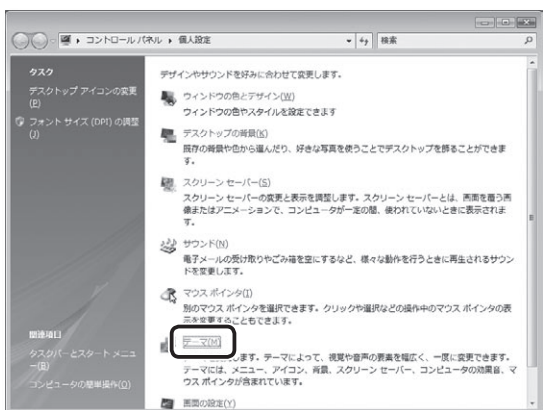 コントロール パネル ▸ 個人設定
検索
タスク
デスクトップ アイコンの変更
(P)
フォント サイズ (DPI) の調整
(J)
関連項目
タスク バーとスタート メニュ
ー(B)
コンピュータの簡単操作(O)
デザインやサウンドを好みに合わせて変更します。
ウィンドウの色とデザイン(W)
ウィンドウの色やスタイルを設定できます
デスクトップの背景(K)
既存の背景や色から選んだり、好きな写真を使うことでデスクトップを飾ることができま
す。
スクリーン セーバー(S)
スクリーン セーバーの変更と表示を調整します。スクリーン セーバーとは、画面を覆う画
像またはアニメーションで、コンピュータが一定の間、使われていないときに表示されま
す。
サウンド(N)
電子メールの受け取りやごみ箱を空にするなど、様々な動作を行うときに再生されるサウン
ドを変更します。
マウス ポインタ(I)
別のマウス ポインタを選択できます。クリックや選択などの操作中のマウス ポインタの表
示を変更することもできます。
テーマ(M)
します。テーマによって、視覚や音声の要素を幅広く、一度に変更できます。
テーマには、メニュー、アイコン、背景、スクリーン セーバー、コンピュータの効果音、マ
ウス ポインタが含まれています。
画面の設定(Y)